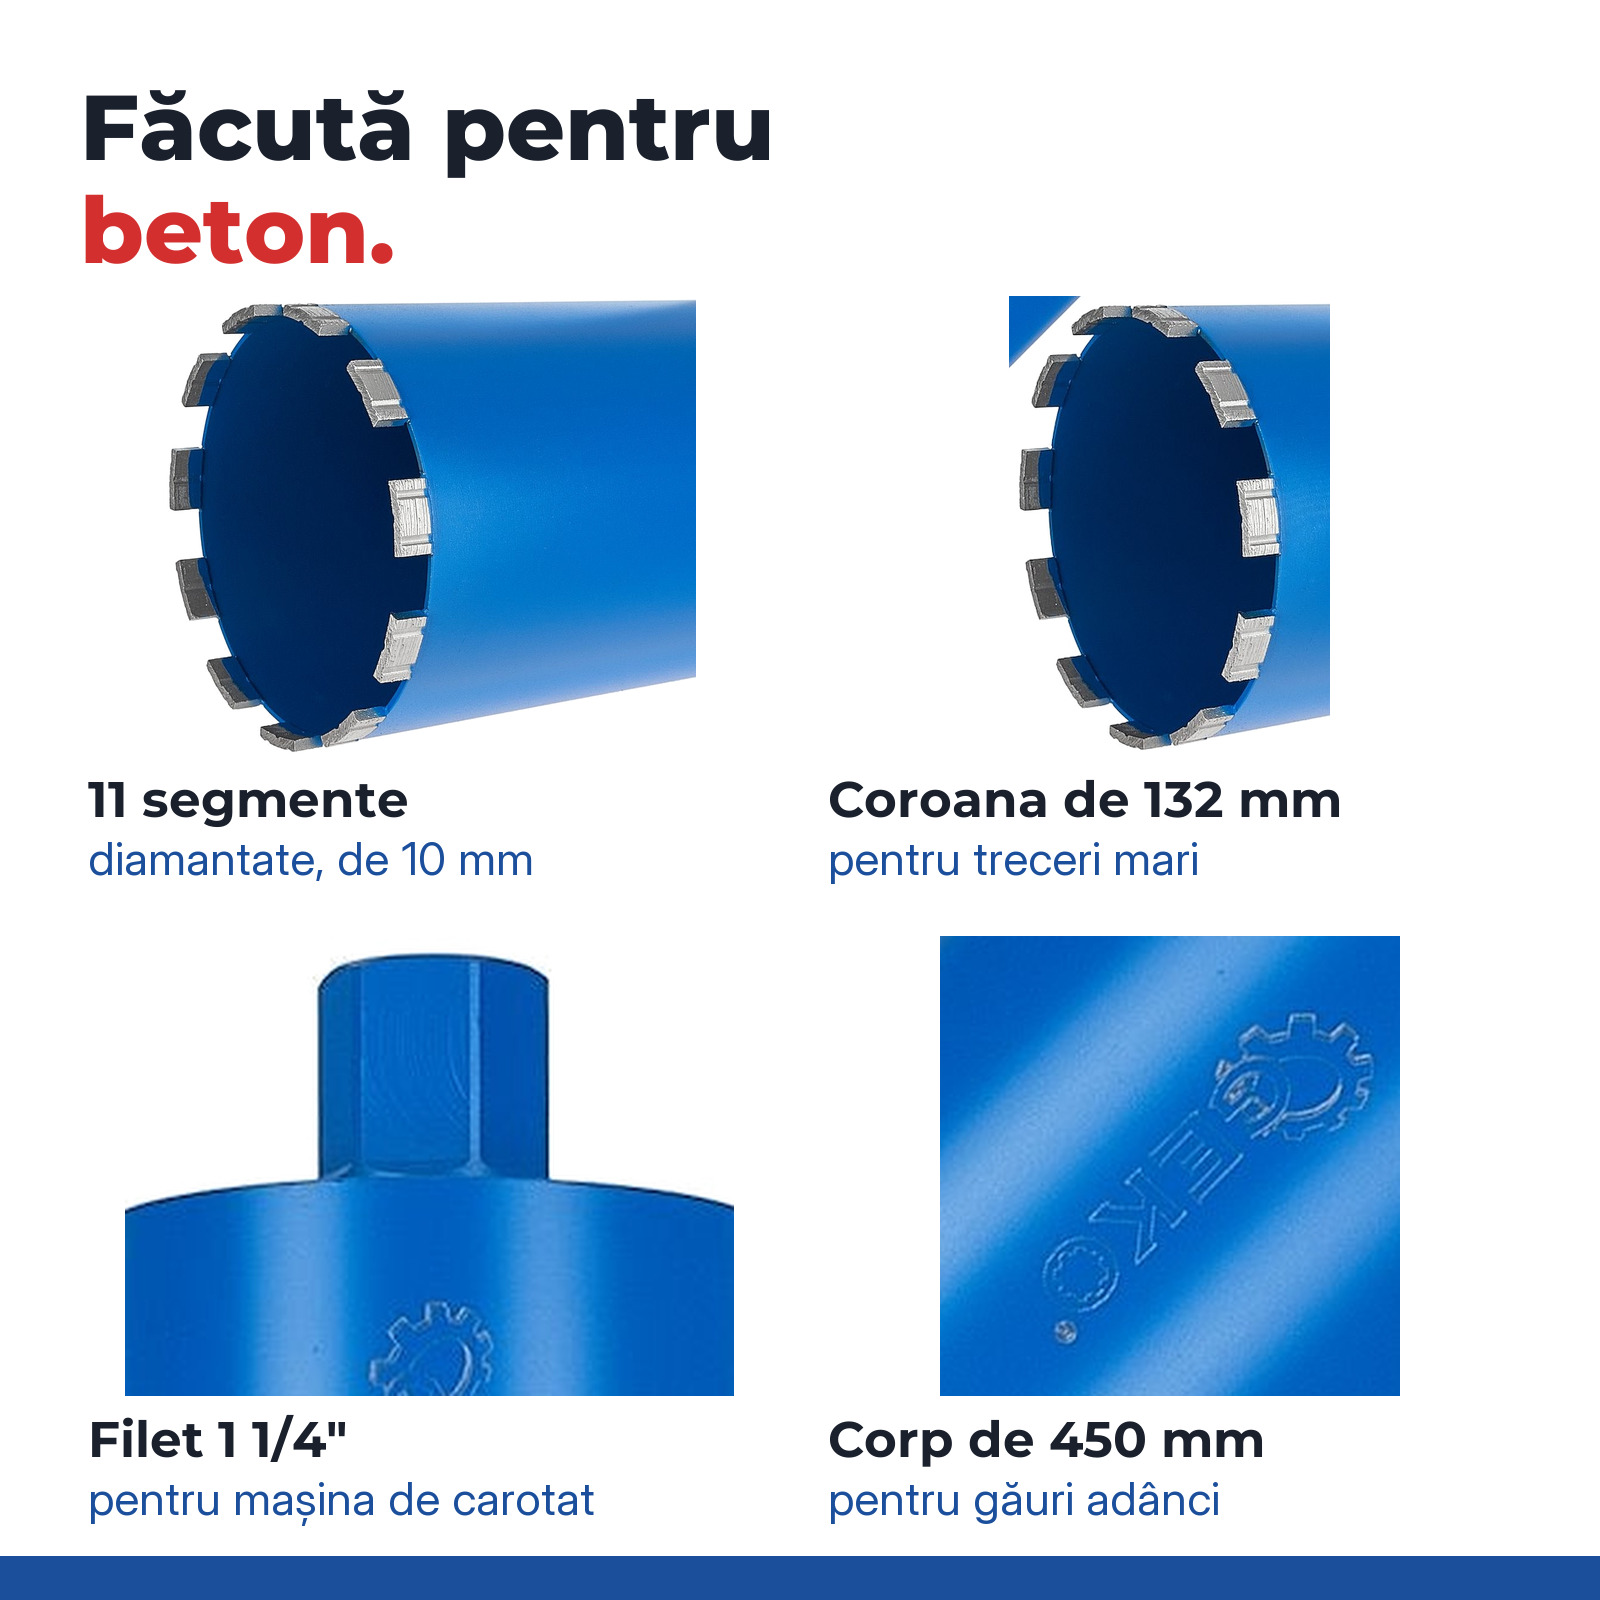 Făcută pentru
beton.
11 segmente
diamantate, de 10 mm
Coroana de 132 mm
pentru treceri mari
Filet 1 1/4"
pentru mașina de carotat
Corp de 450 mm
pentru găuri adânci